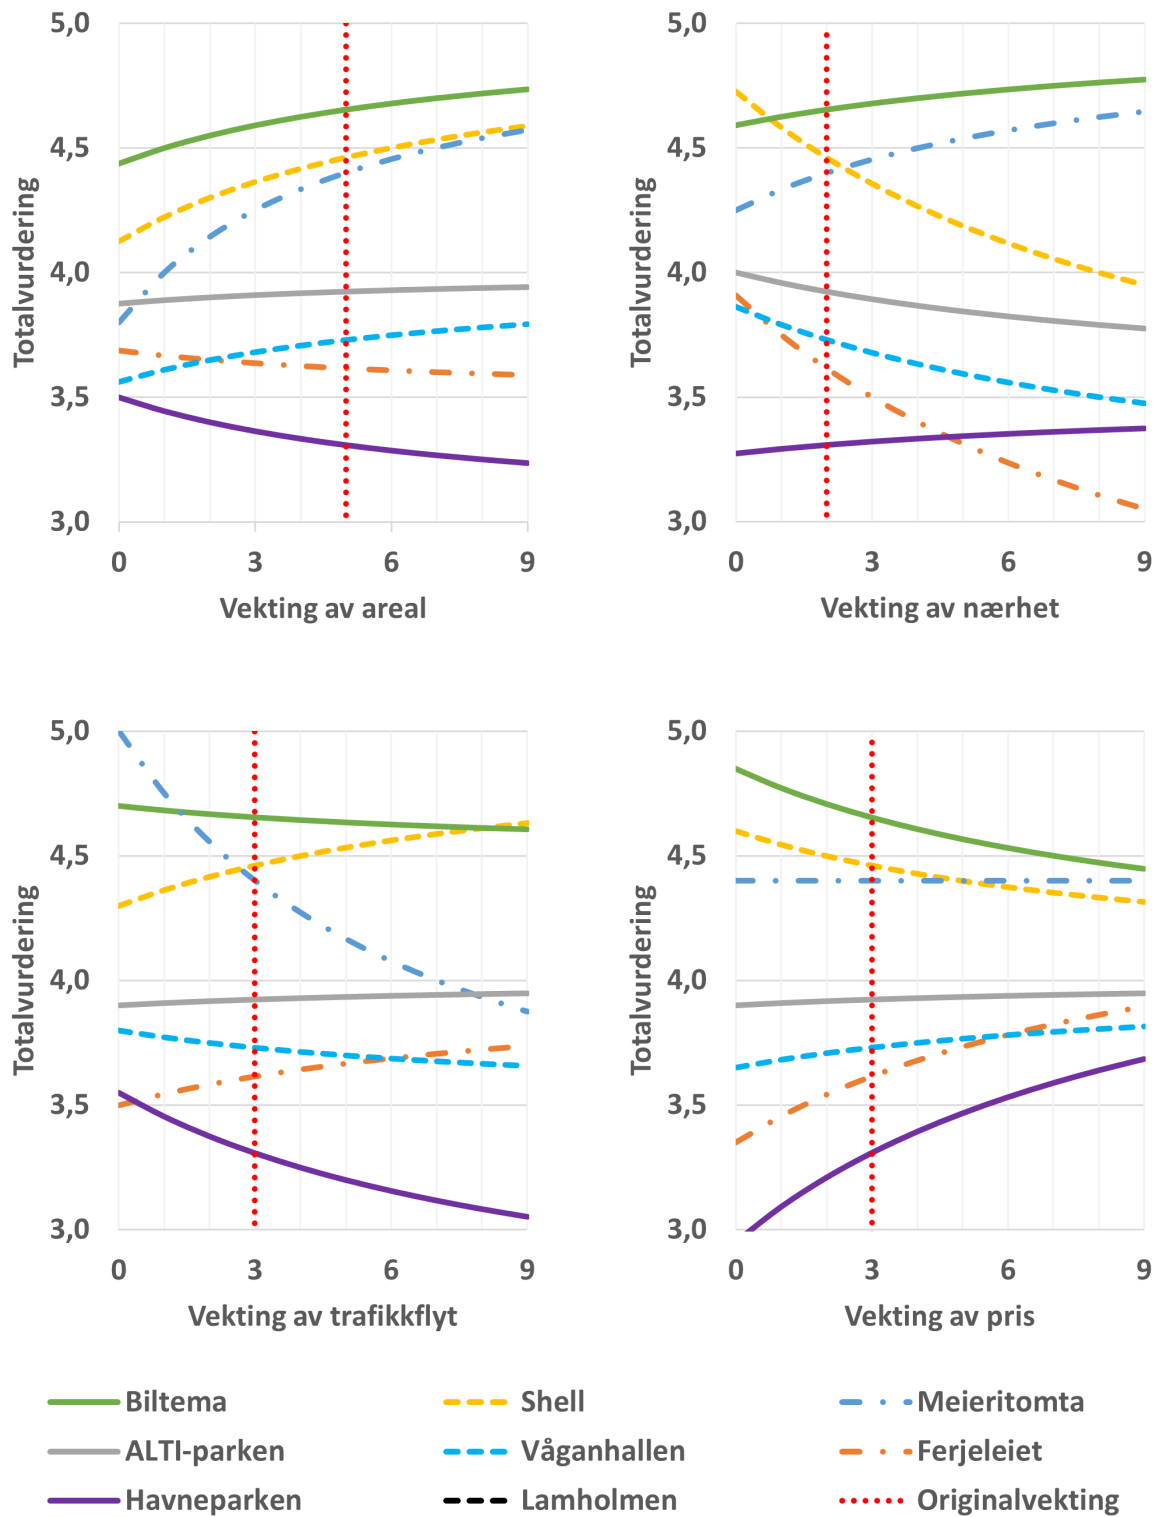 5,0
4,5
4,0
3,5
3,0
Totalvurdering
0 3 6 9
Vekting av areal
5,0
4,5
4,0
3,5
3,0
Totalvurdering
0 3 6 9
Vekting av nærhet
5,0
4,5
4,0
3,5
3,0
Totalvurdering
0 3 6 9
Vekting av trafikkflyt
5,0
4,5
4,0
3,5
3,0
Totalvurdering
0 3 6 9
Vekting av pris
Biltema Shell Meieritomta
ALTI-parken Våganhallen Ferjeleiet
Havneparken Lamholmen Originalvekting